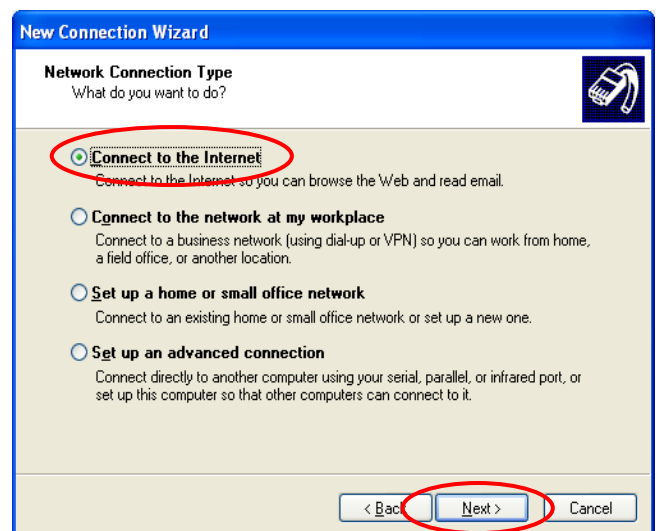 New Connection Wizard
Network Connection Type
What do you want to do?
Connect to the Internet
Connect to the Internet so you can browse the Web and read email.
Connect to the network at my workplace
Connect to a business network (using dial-up or VPN) so you can work from home,
a field office, or another location.
Set up a home or small office network
Connect to an existing home or small office network or set up a new one.
Set up an advanced connection
Connect directly to another computer using your serial, parallel, or infrared port, or
set up this computer so that other computers can connect to it.
< Back Next > Cancel